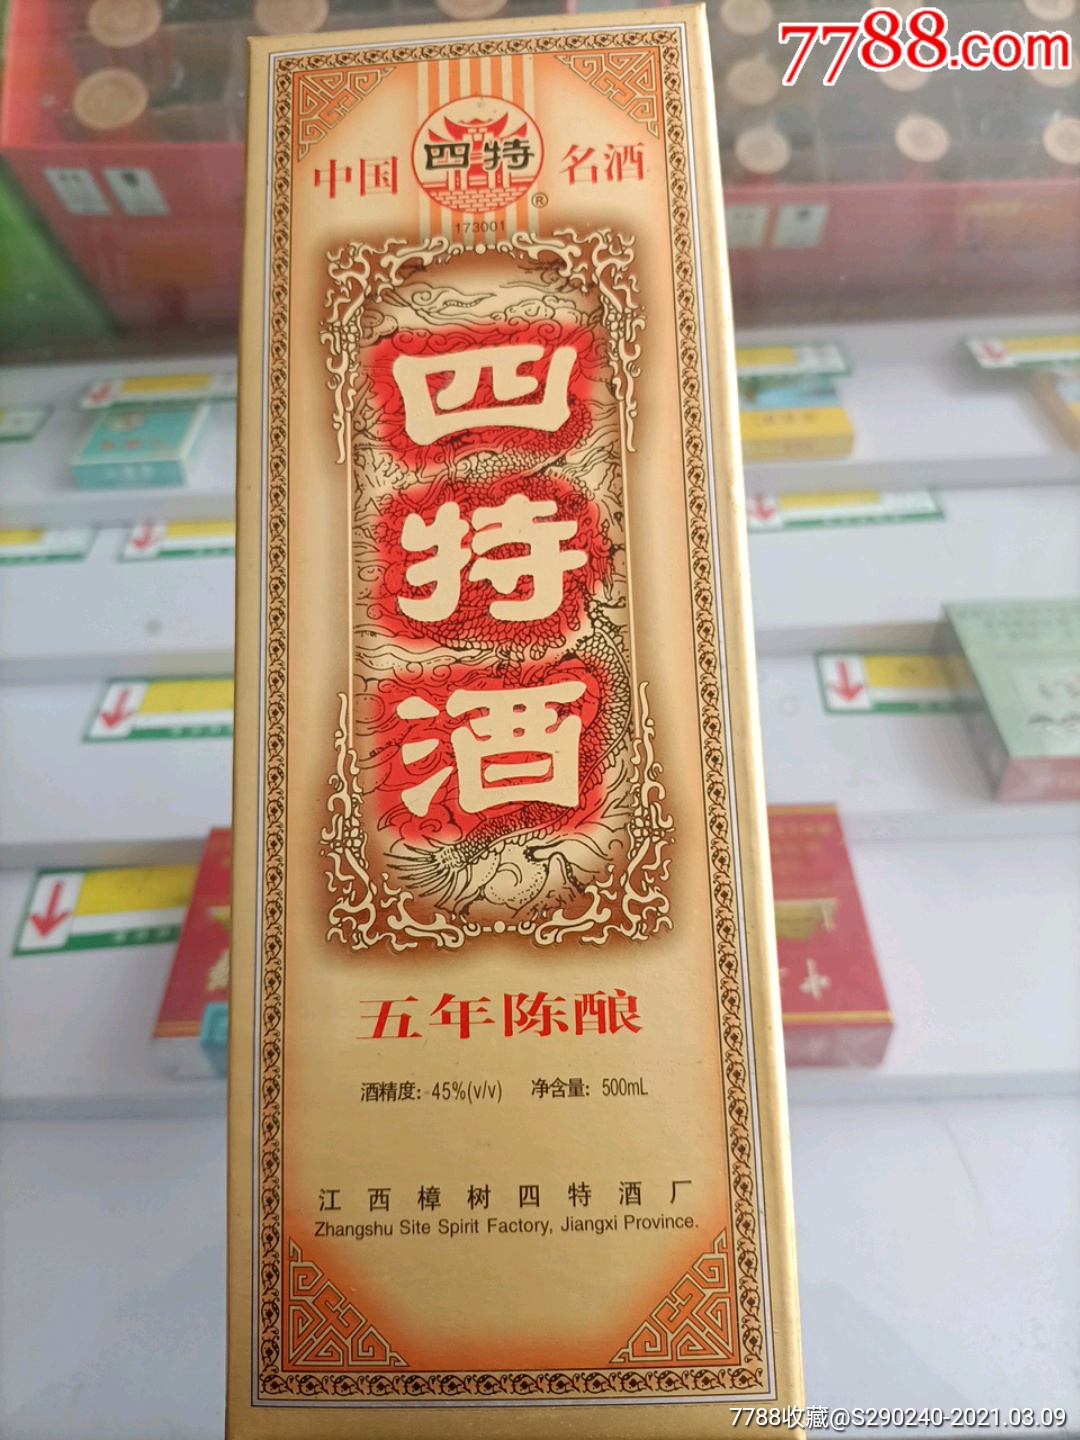 7788.com
中国 四特 名酒
®
173001
四
特
酒
五年陈酿
酒精度: 45%(v/v) 净含量: 500mL
江西樟树四特酒厂
Zhangshu Site Spirit Factory, Jiangxi Province.
7788收藏@S290240-2021.03.09